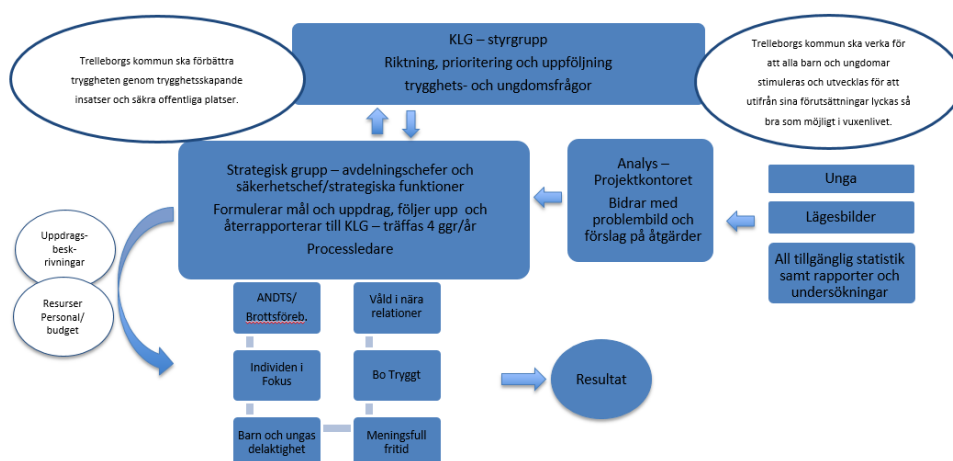 KLG – styrgrupp
Riktning, prioritering och uppföljning
trygghets- och ungdomsfrågor
Trelleborgs kommun ska förbättra
tryggheten genom trygghetsskapande
insatser och säkra offentliga platser.
Trelleborgs kommun ska verka för
att alla barn och ungdomar
stimuleras och utvecklas för att
utifrån sina förutsättningar lyckas så
bra som möjligt i vuxenlivet.
Strategisk grupp – avdelningschefer och
säkerhetschef/strategiska funktioner
Formulerar mål och uppdrag, följer upp och
återrapporterar till KLG – träffas 4 ggr/år
Processledare
Analys –
Projektkontoret
Bidrar med
problembild och
förslag på åtgärder
Unga
Lägesbilder
All tillgänglig statistik
samt rapporter och
undersökningar
Uppdrags-
besk-
rivningar
Resurser
Personal/
budget
ANDTS/
Brottsföreb.
Våld i nära
relationer
Individen i
Fokus
Bo Tryggt
Barn och ungas
delaktighet
Meningsfull
fritid
Resultat